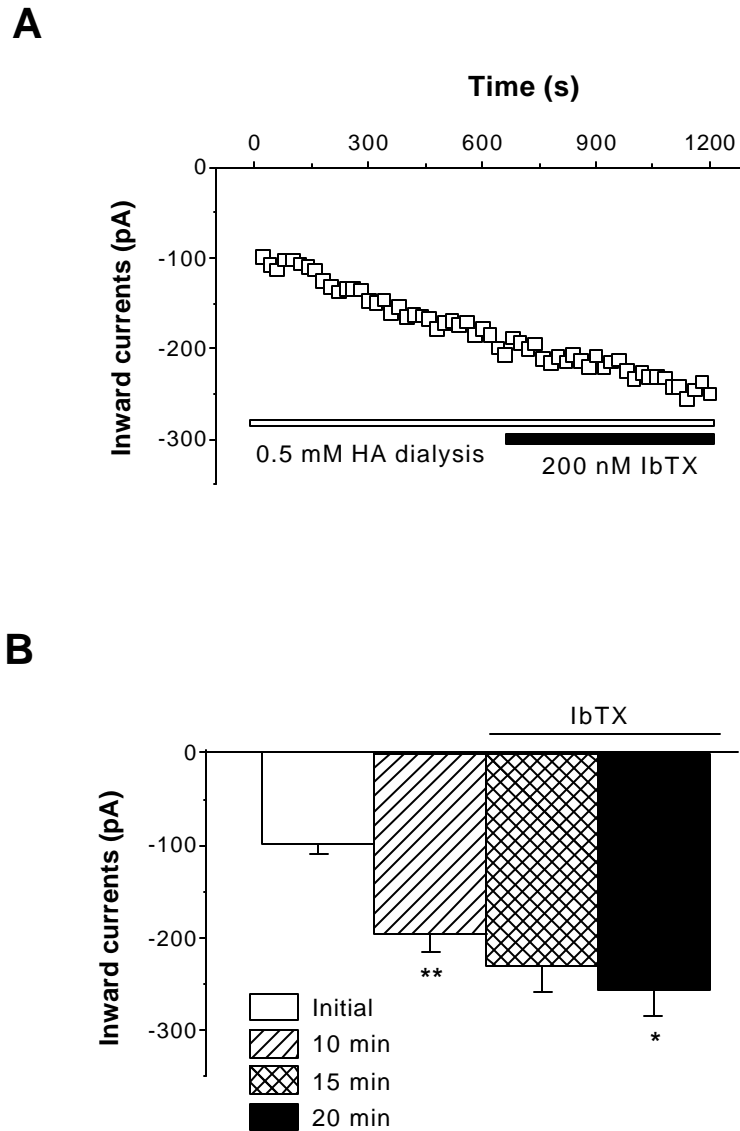 A
Time (s)
0 300 600 900 1200
0
-100
-200
-300
Inward currents (pA)
0.5 mM HA dialysis
200 nM IbTX
B
IbTX
0
-100
-200
-300
Inward currents (pA)
**
*
Initial
10 min
15 min
20 min